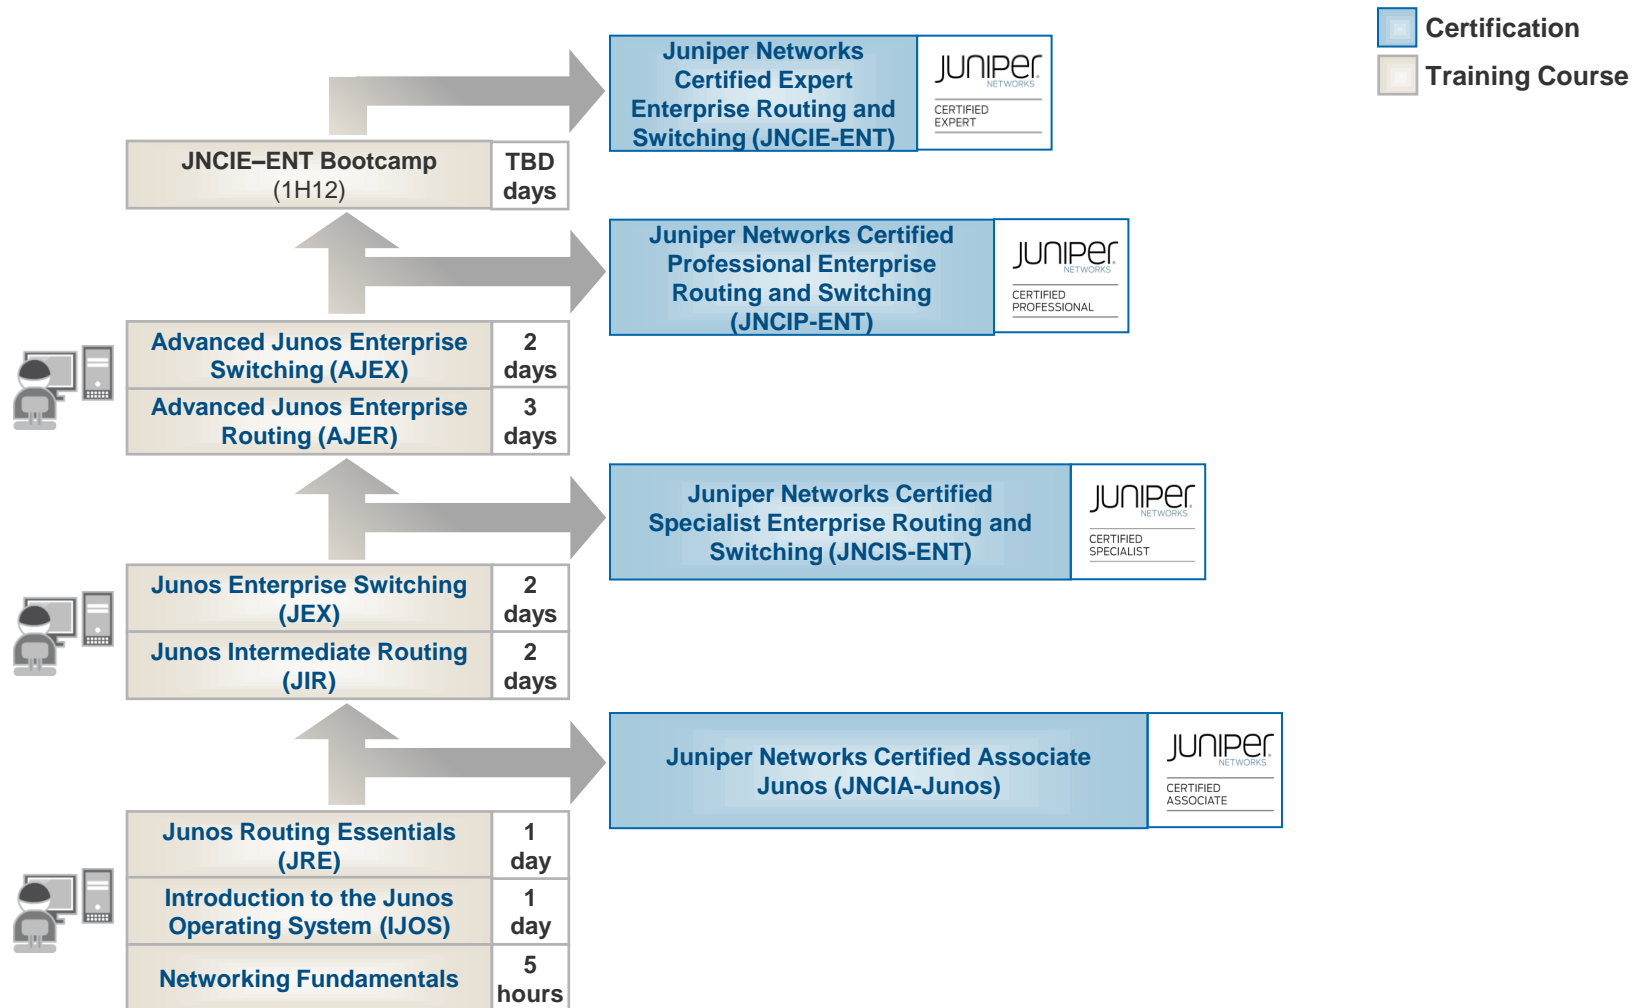 Certification
Training Course
Juniper Networks
Certified Expert
Enterprise Routing and
Switching (JNCIE-ENT)
JUNIPER
NETWORKS
CERTIFIED
EXPERT
JNCIE–ENT Bootcamp
(1H12)
TBD
days
Juniper Networks Certified
Professional Enterprise
Routing and Switching
(JNCIP-ENT)
JUNIPER
NETWORKS
CERTIFIED
PROFESSIONAL
Advanced Junos Enterprise
Switching (AJEX)
2
days
Advanced Junos Enterprise
Routing (AJER)
3
days
Juniper Networks Certified
Specialist Enterprise Routing and
Switching (JNCIS-ENT)
JUNIPER
NETWORKS
CERTIFIED
SPECIALIST
Junos Enterprise Switching
(JEX)
2
days
Junos Intermediate Routing
(JIR)
2
days
Juniper Networks Certified Associate
Junos (JNCIA-Junos)
JUNIPER
NETWORKS
CERTIFIED
ASSOCIATE
Junos Routing Essentials
(JRE)
1
day
Introduction to the Junos
Operating System (IJOS)
1
day
Networking Fundamentals
5
hours